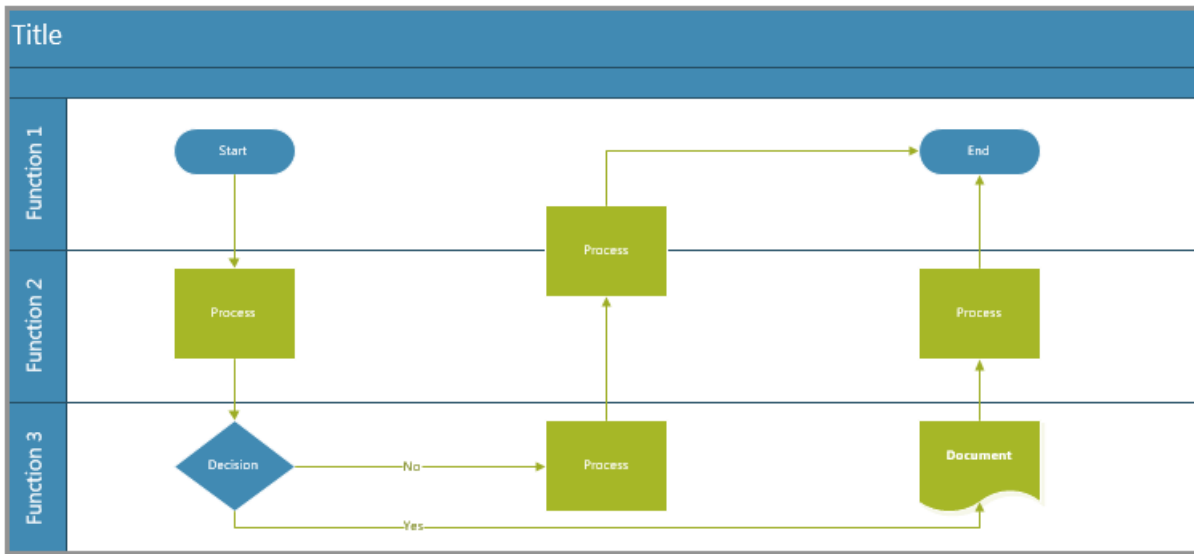 Title
Function 1
Start
End
Process
Function 2
Process
Process
Function 3
Decision
No
Process
Document
Yes